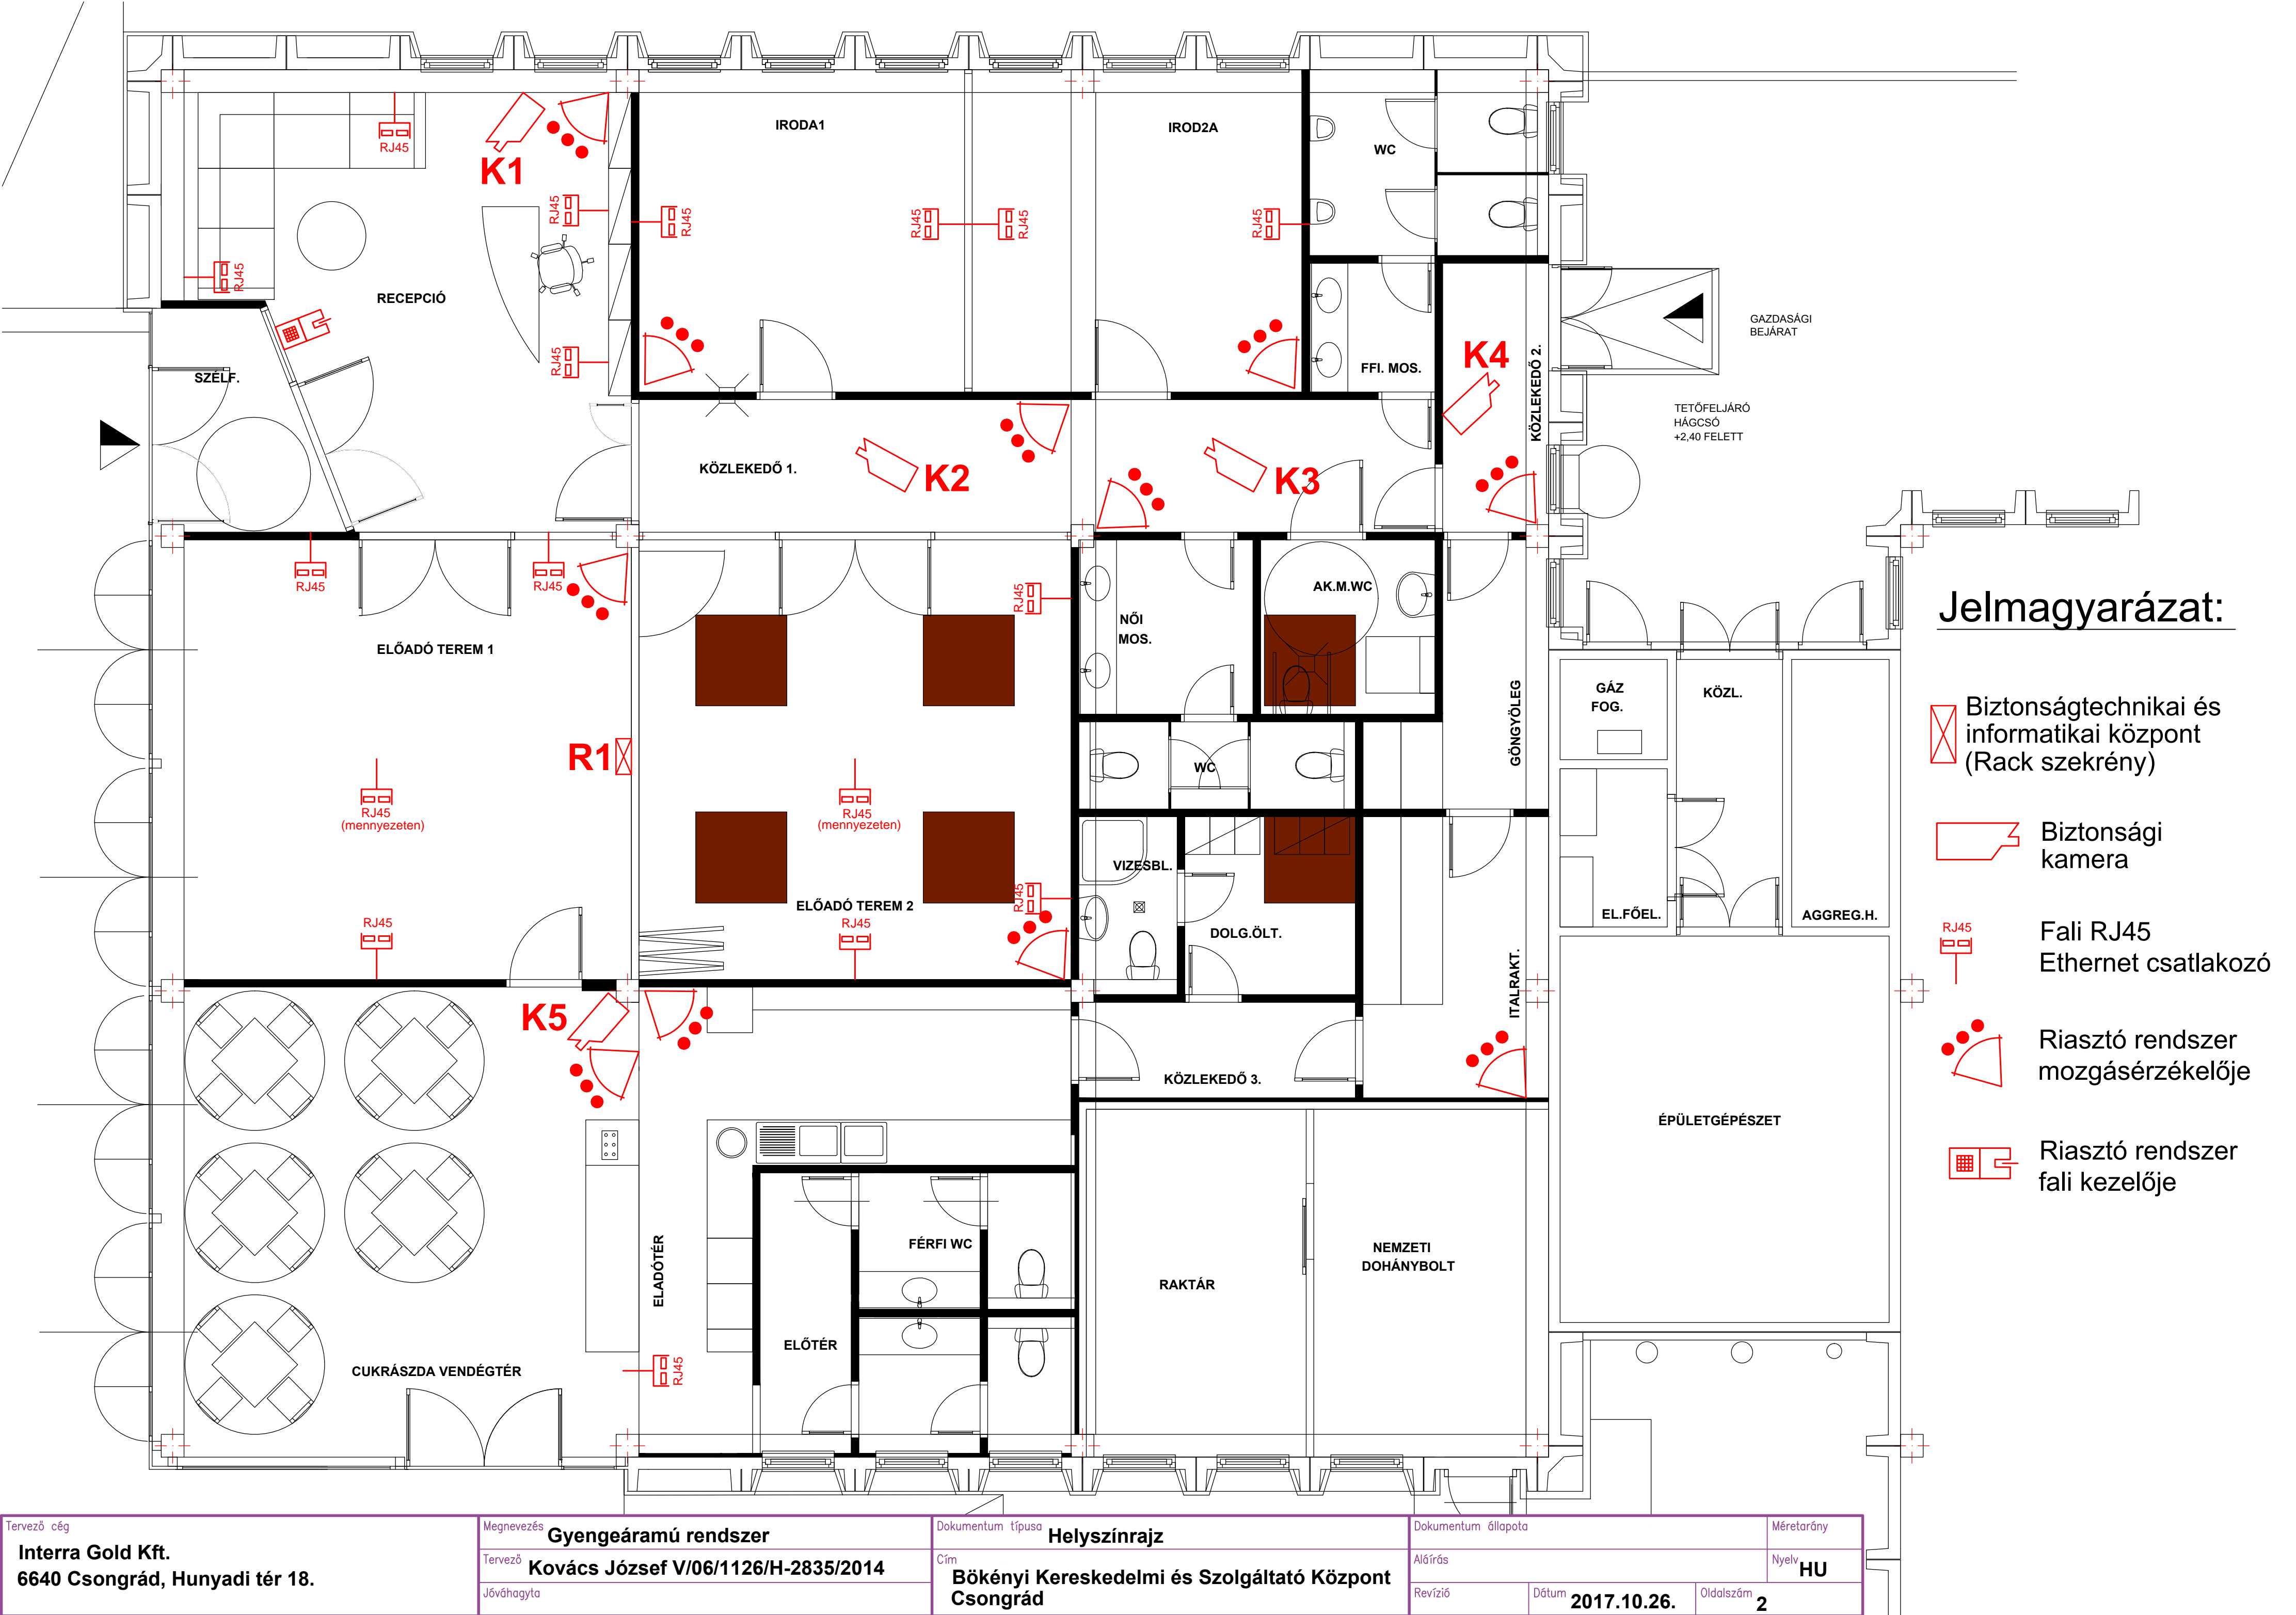 IRODA1
IROD2A
WC
RJ45
K1
RJ45
RJ45
RJ45
RJ45
RJ45
RJ45
RECEPCIÓ
GAZDASÁGI
BEJÁRAT
SZÉLF.
RJ45
FFI. MOS.
K4
KÖZLEKEDŐ 2.
TETŐFELJÁRÓ
HÁGCSÓ
+2,40 FELETT
KÖZLEKEDŐ 1.
K2
K3
RJ45
RJ45
RJ45
AK.M.WC
NŐI
MOS.
ELŐADÓ TEREM 1
GÖNGYÖLEG
GÁZ
FOG.
KÖZL.
R1
WC
RJ45
(mennyezeten)
RJ45
(mennyezeten)
VIZESBL.
RJ45
ELŐADÓ TEREM 2
RJ45
RJ45
DOLG.ÖLT.
EL.FŐEL.
AGGREG.H.
ITALRAKT.
K5
KÖZLEKEDŐ 3.
ÉPÜLETGÉPÉSZET
ELADÓTÉR
FÉRFI WC
NEMZETI
DOHÁNYBOLT
RAKTÁR
ELŐTÉR
CUKRÁSZDA VENDÉGTÉR
RJ45
Jelmagyarázat:
Biztonságtechnikai és
informatikai központ
(Rack szekrény)
Biztonsági
kamera
RJ45
Fali RJ45
Ethernet csatlakozó
Riasztó rendszer
mozgásérzékelője
Riasztó rendszer
fali kezelője
Tervező cég
Interra Gold Kft.
6640 Csongrád, Hunyadi tér 18.
Megnevezés Gyengeáramú rendszer
Tervező Kovács József V/06/1126/H-2835/2014
Jóváhagyta
Dokumentum típusa Helyszínrajz
Cím
Bökényi Kereskedelmi és Szolgáltató Központ
Csongrád
Dokumentum állapota
Méretarány
Aláírás
Nyelv HU
Revízió
Dátum 2017.10.26.
Oldalszám 2